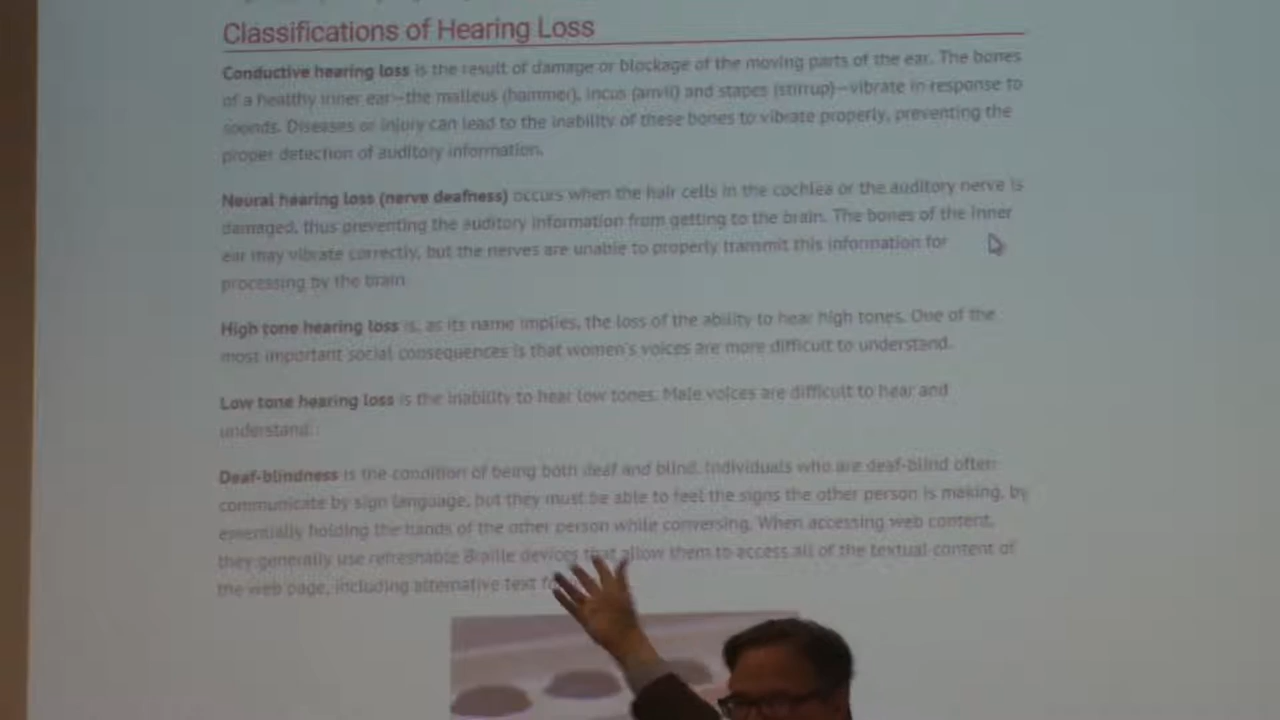 Classifications of Hearing Loss
Conductive hearing loss is the result of damage or blockage of the moving parts of the ear. The bones
of a healthy inner ear—the malleus (hammer), incus (anvil) and stapes (stirrup)—vibrate in response to
sounds. Diseases or injury can lead to the inability of these bones to vibrate properly, preventing the
proper detection of auditory information.
Neural hearing loss (nerve deafness) occurs when the hair cells in the cochlea or the auditory nerve is
damaged, thus preventing the auditory information from getting to the brain. The bones of the inner
ear may vibrate correctly, but the nerves are unable to properly transmit this information for
processing by the brain.
High tone hearing loss is, as its name implies, the loss of the ability to hear high tones. One of the
most important social consequences is that women's voices are more difficult to understand.
Low tone hearing loss is the inability to hear low tones. Male voices are difficult to hear and
understand.
Deaf-blindness is the condition of being both deaf and blind. Individuals who are deaf-blind often
communicate by sign language, but they must be able to feel the signs the other person is making, by
essentially holding the hands of the other person while conversing. When accessing web content,
they generally use refreshable Braille devices that allow them to access all of the textual content of
the web page, including alternative text